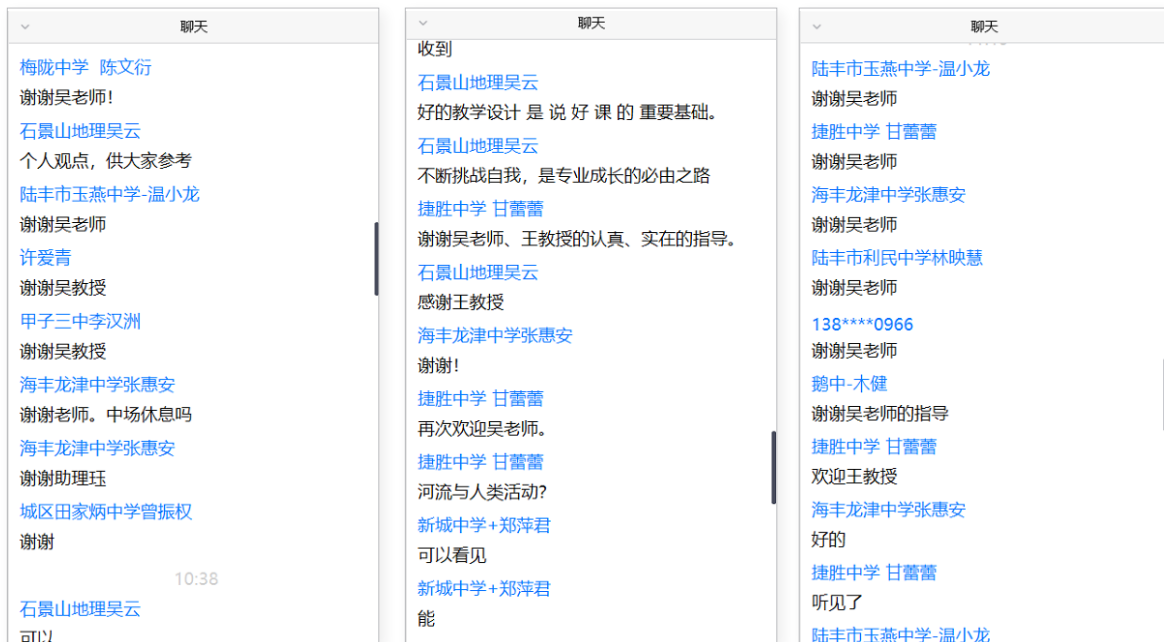 聊天
梅陇中学 陈文衍
谢谢吴老师！
石景山地理吴云
个人观点，供大家参考
陆丰市玉燕中学-温小龙
谢谢吴老师
许爱青
谢谢吴教授
甲子三中李汉洲
谢谢吴教授
海丰龙津中学张惠安
谢谢老师。中场休息吗
海丰龙津中学张惠安
谢谢助理珏
城区田家炳中学曾振权
谢谢
10:38
石景山地理吴云
可以
聊天
收到
石景山地理吴云
好的教学设计 是 说 好 课 的 重要基础。
石景山地理吴云
不断挑战自我，是专业成长的必由之路
捷胜中学 甘蕾蕾
谢谢吴老师、王教授的认真、实在的指导。
石景山地理吴云
感谢王教授
海丰龙津中学张惠安
谢谢！
捷胜中学 甘蕾蕾
再次欢迎吴老师。
捷胜中学 甘蕾蕾
河流与人类活动?
新城中学+郑萍君
可以看见
新城中学+郑萍君
能
聊天
陆丰市玉燕中学-温小龙
谢谢吴老师
捷胜中学 甘蕾蕾
谢谢吴老师
海丰龙津中学张惠安
谢谢吴老师
陆丰市利民中学林映慧
谢谢吴老师
138****0966
谢谢吴老师
鹅中-木健
谢谢吴老师的指导
捷胜中学 甘蕾蕾
欢迎王教授
海丰龙津中学张惠安
好的
捷胜中学 甘蕾蕾
听见了
陆丰市玉燕中学-温小龙